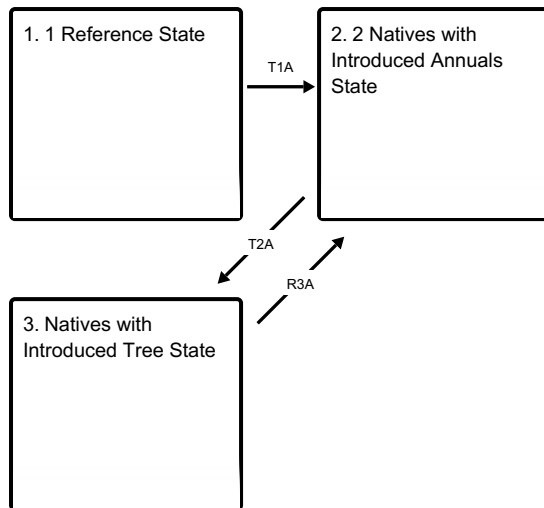 1. 1 Reference State
T1A
2. 2 Natives with
Introduced Annuals
State
T2A
R3A
3. Natives with
Introduced Tree State